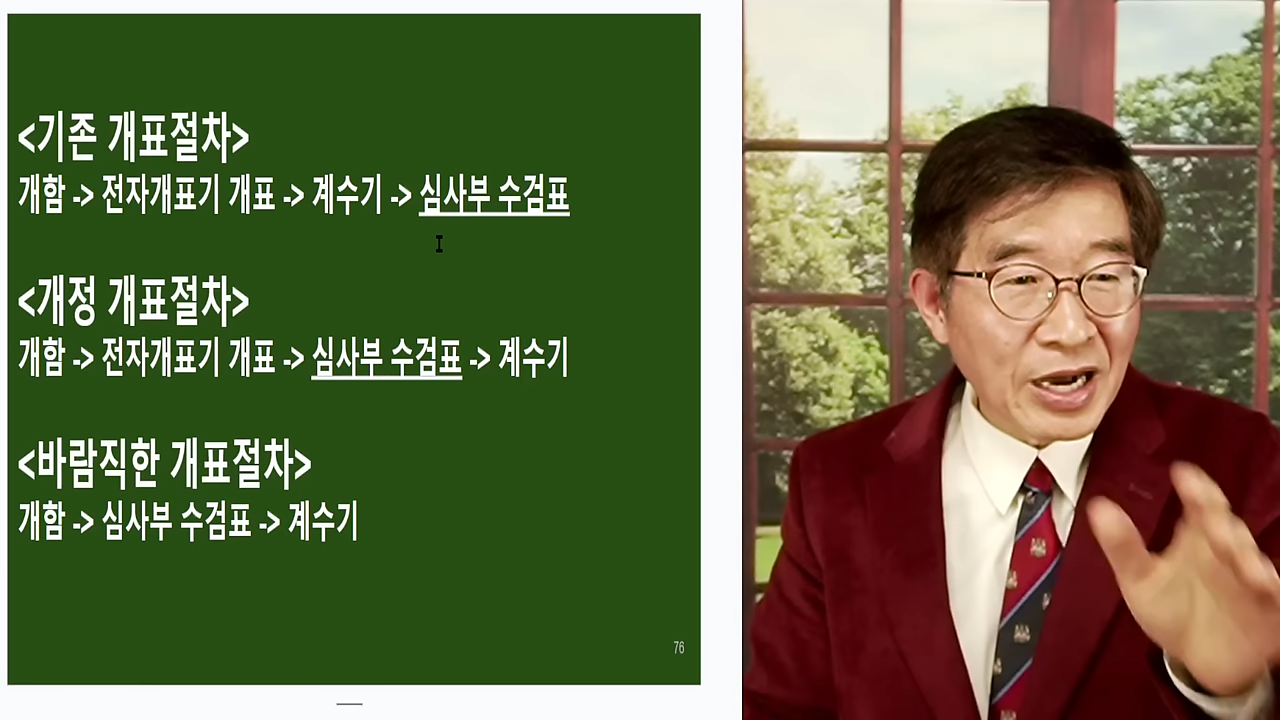 <기존 개표절차>
개함 -> 전자개표기 개표 -> 계수기 -> 심사부 수검표
<개정 개표절차>
개함 -> 전자개표기 개표 -> 심사부 수검표 -> 계수기
<바람직한 개표절차>
개함 -> 심사부 수검표 -> 계수기
76